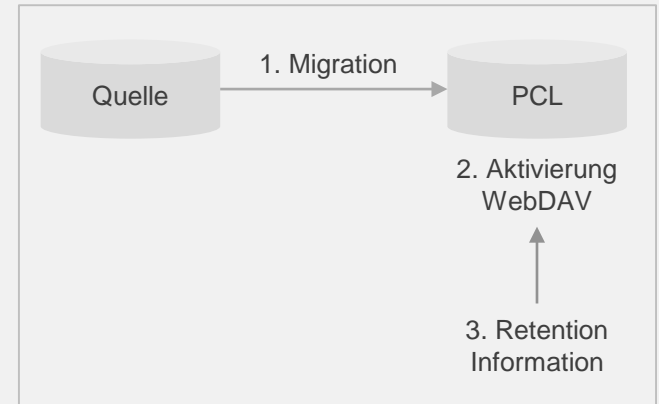 1. Migration
Quelle
PCL
2. Aktivierung
WebDAV
3. Retention
Information